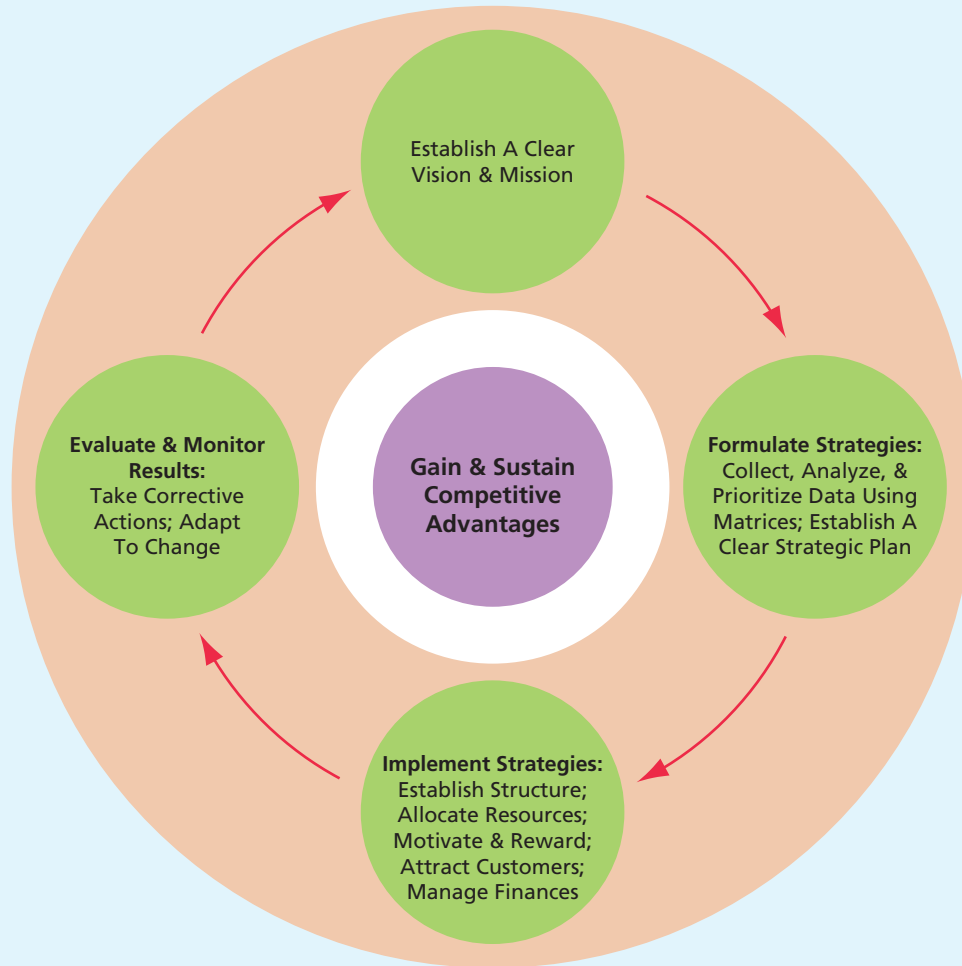 Establish A Clear
Vision & Mission
Formulate Strategies:
Collect, Analyze, &
Prioritize Data Using
Matrices; Establish A
Clear Strategic Plan
Implement Strategies:
Establish Structure;
Allocate Resources;
Motivate & Reward;
Attract Customers;
Manage Finances
Evaluate & Monitor
Results:
Take Corrective
Actions; Adapt
To Change
Gain & Sustain
Competitive
Advantages